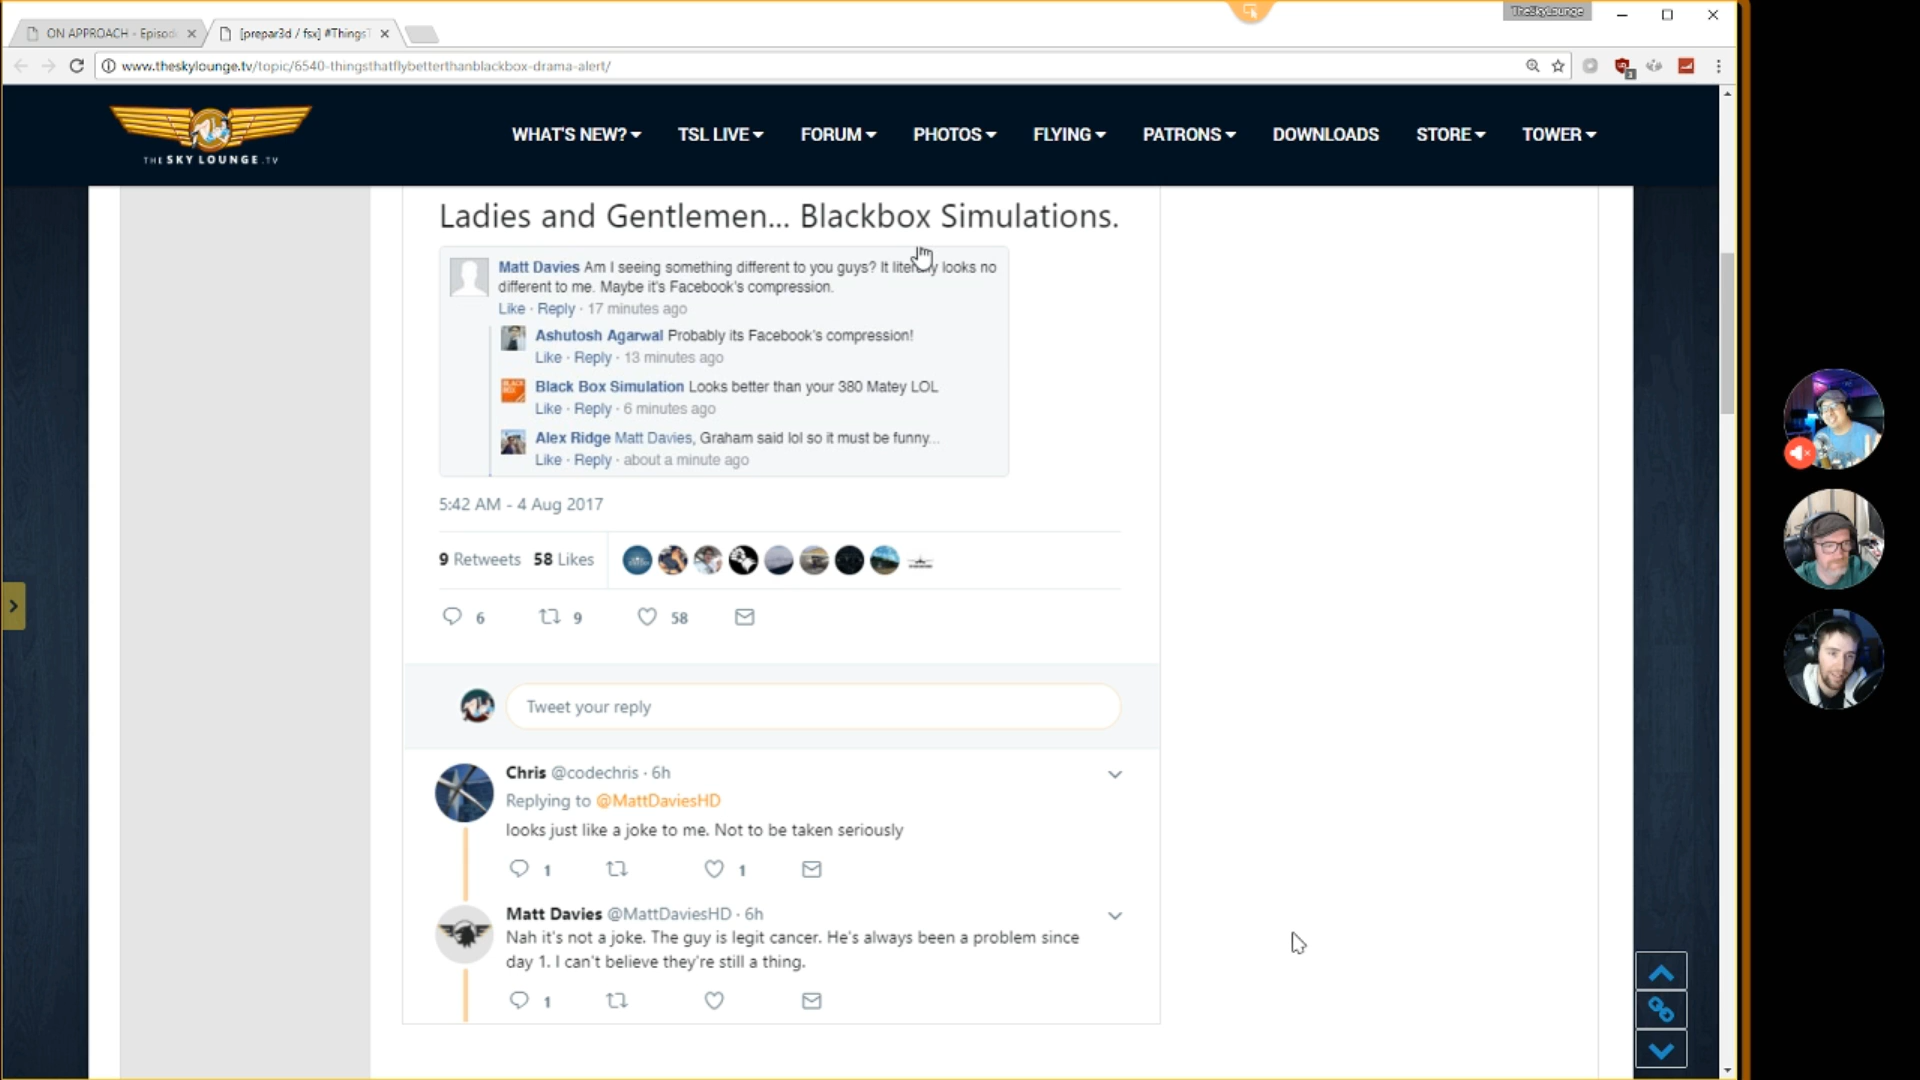 TheSkyLounge
ON APPROACH - Episod
[prepar3d / fsx] #ThingsT
www.theskylounge.tv/topic/6540-thingsthatflybetterthanblackbox-drama-alert/
THE SKY LOUNGE .TV
WHAT'S NEW?
TSL LIVE
FORUM
PHOTOS
FLYING
PATRONS
DOWNLOADS
STORE
TOWER
Ladies and Gentlemen... Blackbox Simulations.
Matt Davies Am I seeing something different to you guys? It literally looks no
different to me. Maybe it's Facebook's compression.
Like · Reply · 17 minutes ago
Ashutosh Agarwal Probably its Facebook's compression!
Like · Reply · 13 minutes ago
BLACK BOX
Black Box Simulation Looks better than your 380 Matey LOL
Like · Reply · 6 minutes ago
Alex Ridge Matt Davies, Graham said lol so it must be funny...
Like · Reply · about a minute ago
5:42 AM - 4 Aug 2017
9 Retweets 58 Likes
6 9 58
Tweet your reply
Chris @codechris · 6h
Replying to @MattDaviesHD
looks just like a joke to me. Not to be taken seriously
1 1
Matt Davies @MattDaviesHD · 6h
Nah it's not a joke. The guy is legit cancer. He's always been a problem since
day 1. I can't believe they're still a thing.
1